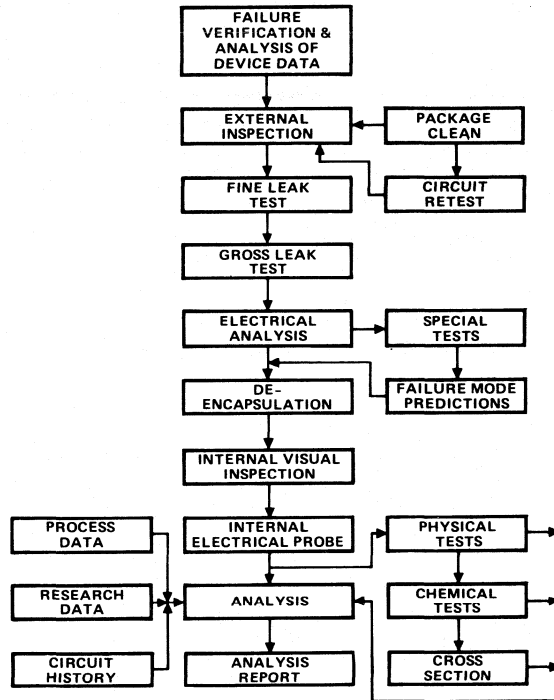 FAILURE
VERIFICATION &
ANALYSIS OF
DEVICE DATA
EXTERNAL
INSPECTION
PACKAGE
CLEAN
FINE LEAK
TEST
CIRCUIT
RETEST
GROSS LEAK
TEST
ELECTRICAL
ANALYSIS
SPECIAL
TESTS
DE-
ENCAPSULATION
FAILURE MODE
PREDICTIONS
INTERNAL VISUAL
INSPECTION
PROCESS
DATA
INTERNAL
ELECTRICAL PROBE
PHYSICAL
TESTS
RESEARCH
DATA
ANALYSIS
CHEMICAL
TESTS
CIRCUIT
HISTORY
ANALYSIS
REPORT
CROSS
SECTION